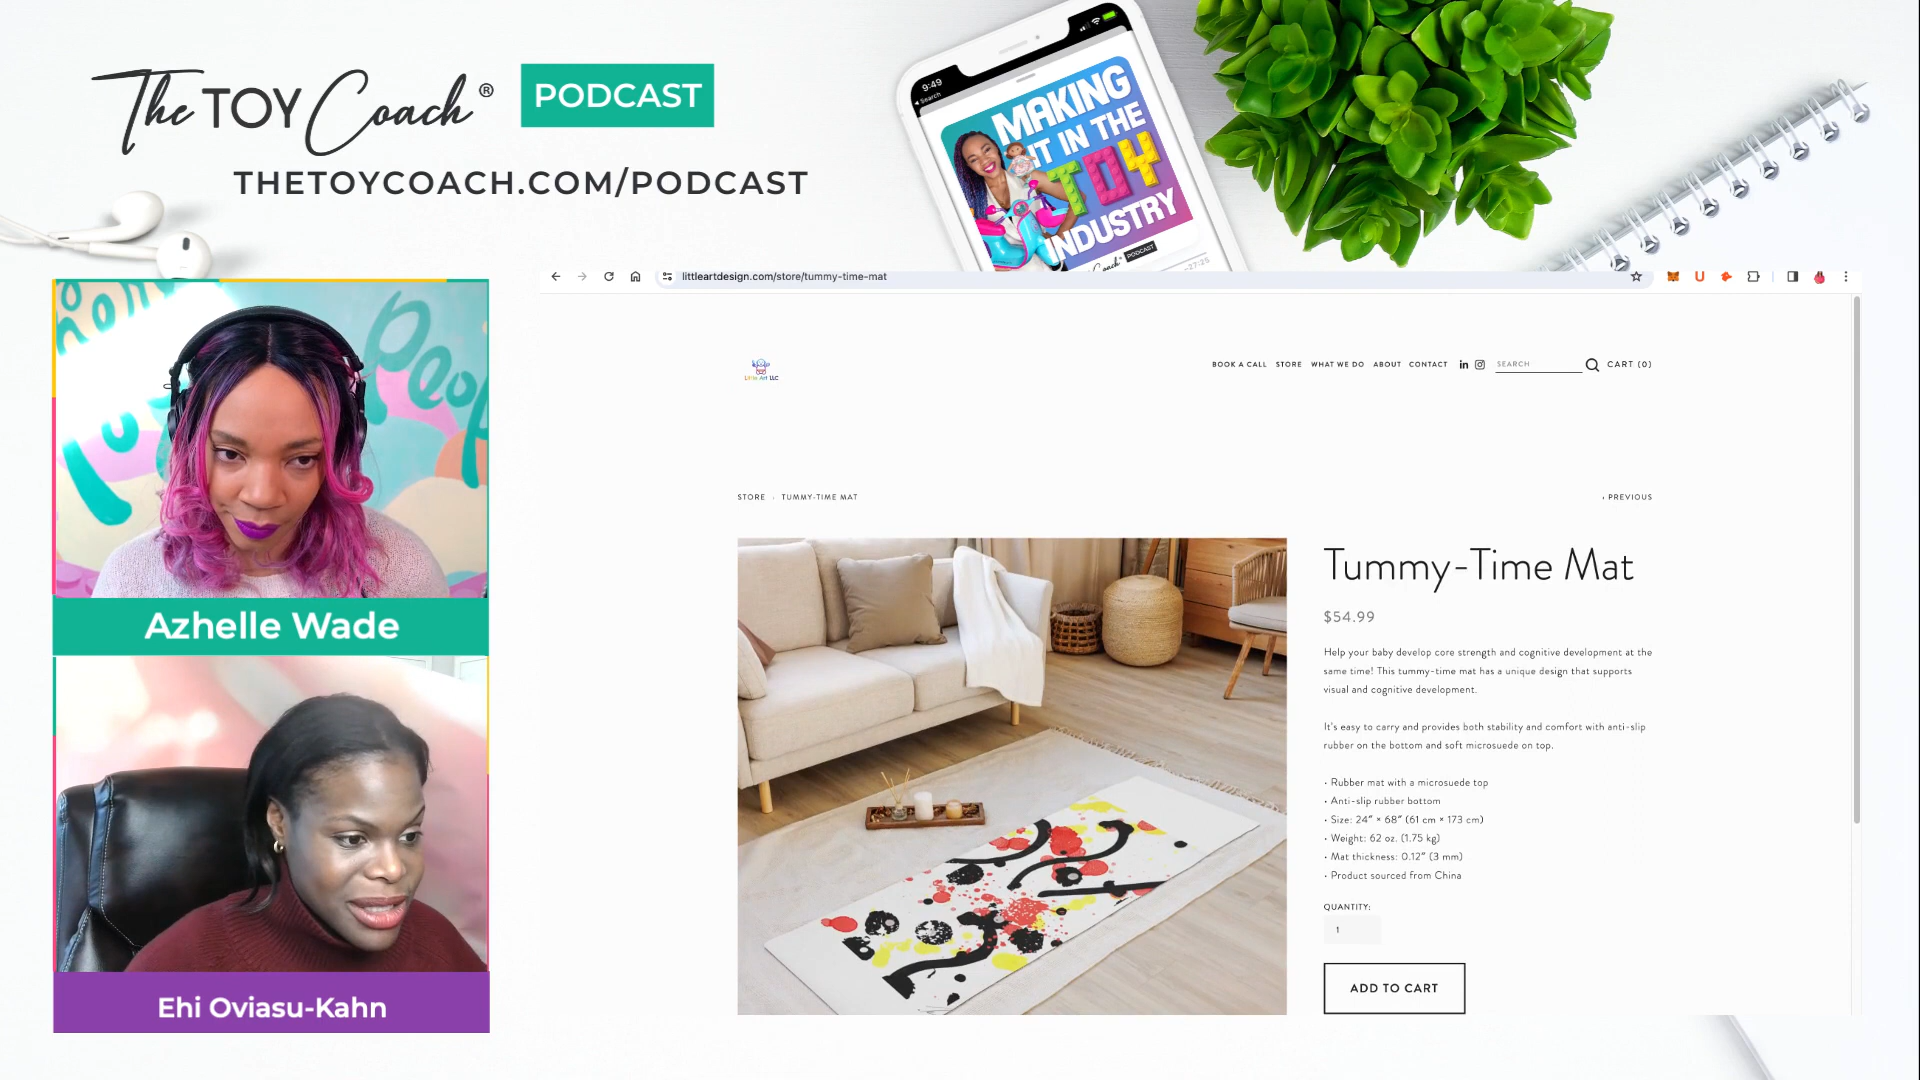 The TOY Coach®
PODCAST
THETOYCOACH.COM/PODCAST
9:49
Search
MAKING
IT IN THE
TOY
INDUSTRY
Coach
PODCAST
-27:25
littleartdesign.com/store/tummy-time-mat
Little Art LLC
BOOK A CALL
STORE
WHAT WE DO
ABOUT
CONTACT
SEARCH
CART (0)
STORE › TUMMY-TIME MAT
‹ PREVIOUS
Azhelle Wade
Ehi Oviasu-Kahn
Tummy-Time Mat
$54.99
Help your baby develop core strength and cognitive development at the
same time! This tummy-time mat has a unique design that supports
visual and cognitive development.
It's easy to carry and provides both stability and comfort with anti-slip
rubber on the bottom and soft microsuede on top.
• Rubber mat with a microsuede top
• Anti-slip rubber bottom
• Size: 24″ × 68″ (61 cm × 173 cm)
• Weight: 62 oz. (1.75 kg)
• Mat thickness: 0.12″ (3 mm)
• Product sourced from China
QUANTITY:
1
ADD TO CART